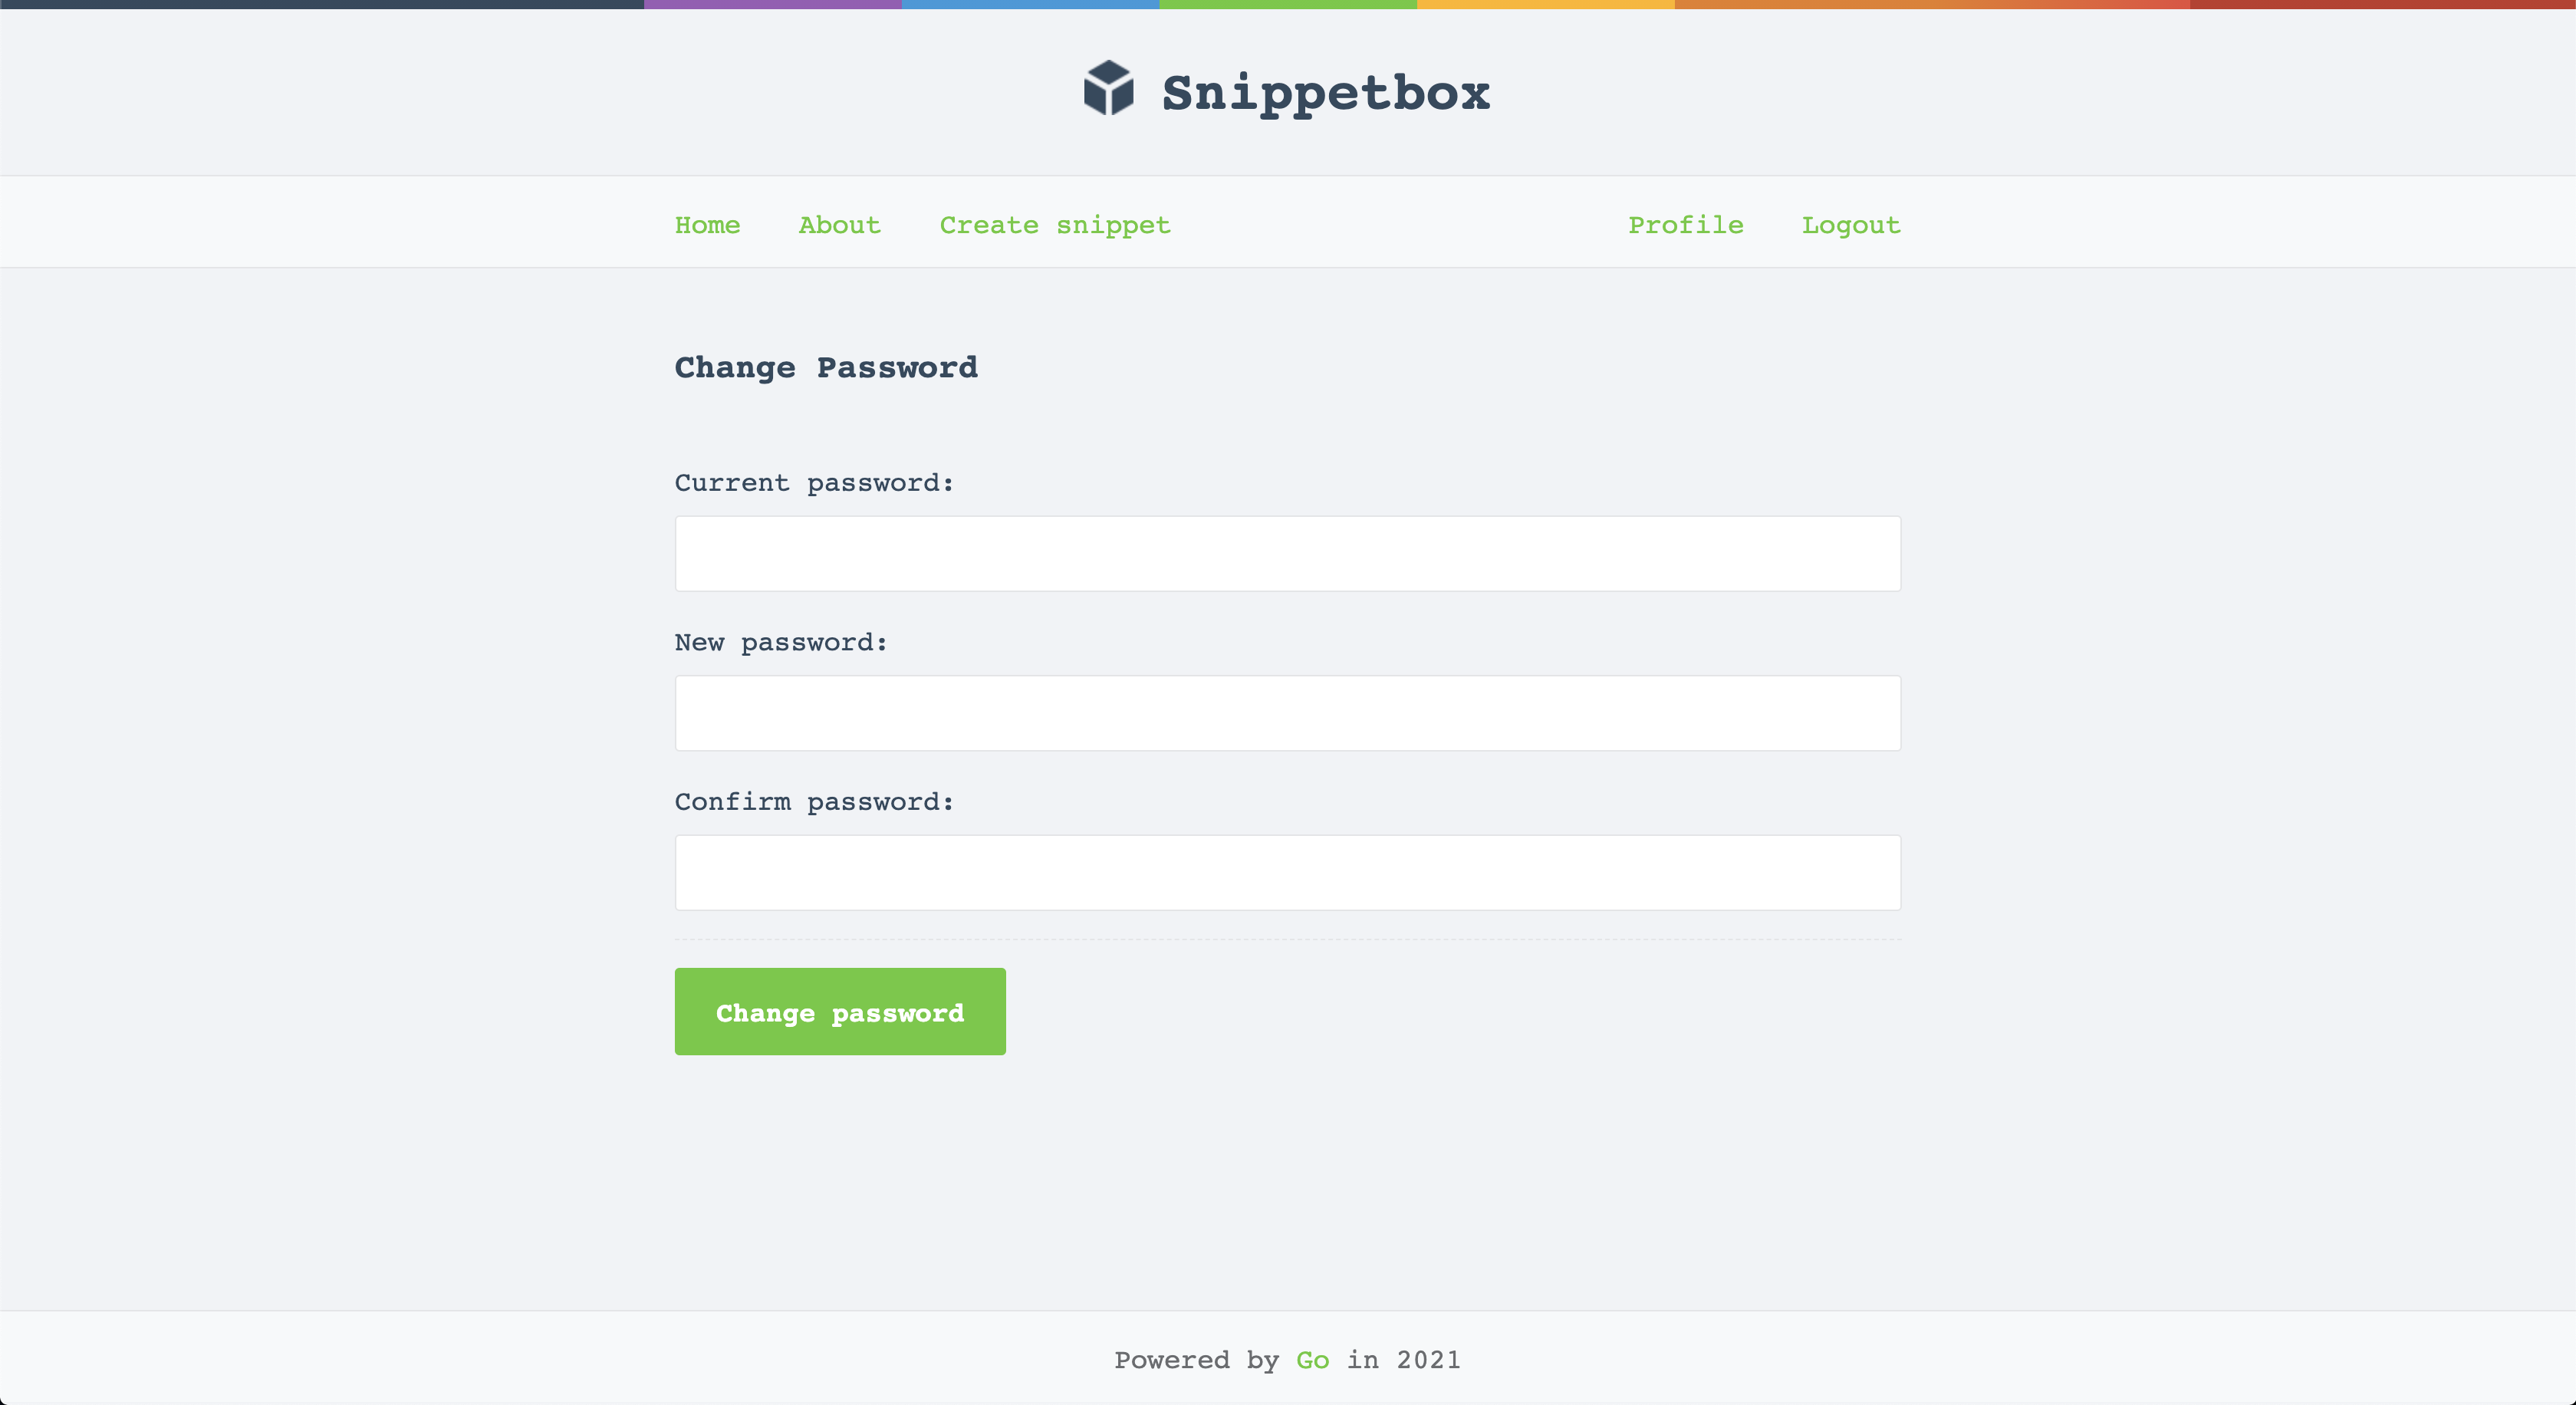 Snippetbox
Home About Create snippet Profile Logout
Change Password
Current password:
New password:
Confirm password:
Change password
Powered by Go in 2021